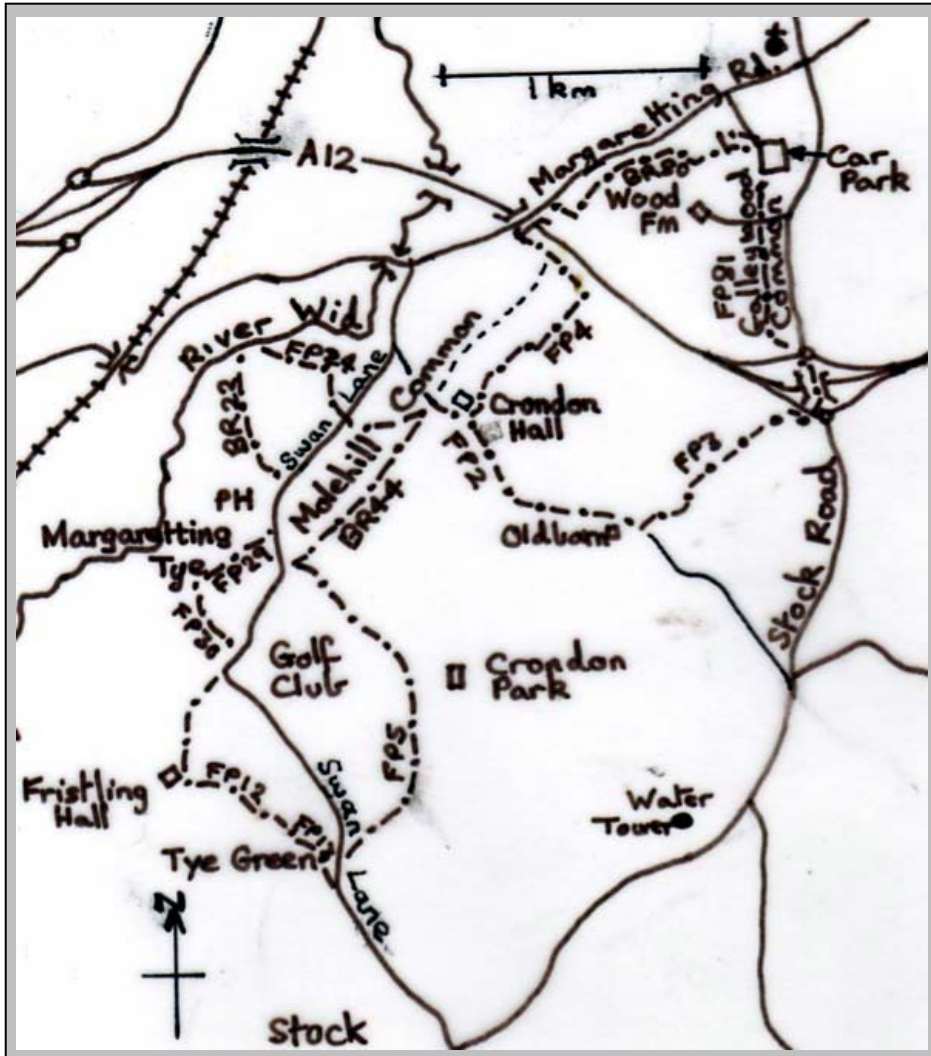 1 km
Margaretting Rd.
A12
BR80
Car
Park
Wood
Fm
FP81
Galleywood
Common
River Wid
FP24
BR23
Swan Lane
Common
FP4
Crondon
Hall
FP2
FP3
Molehill
BR44
PH
Oldbarn
Margaretting
Tye
FP29
FP30
Stock Road
Golf
Club
Crondon
Park
FP5
Fristling
Hall
FP12
FP13
Swan
Lane
Tye Green
Water
Tower
N
Stock